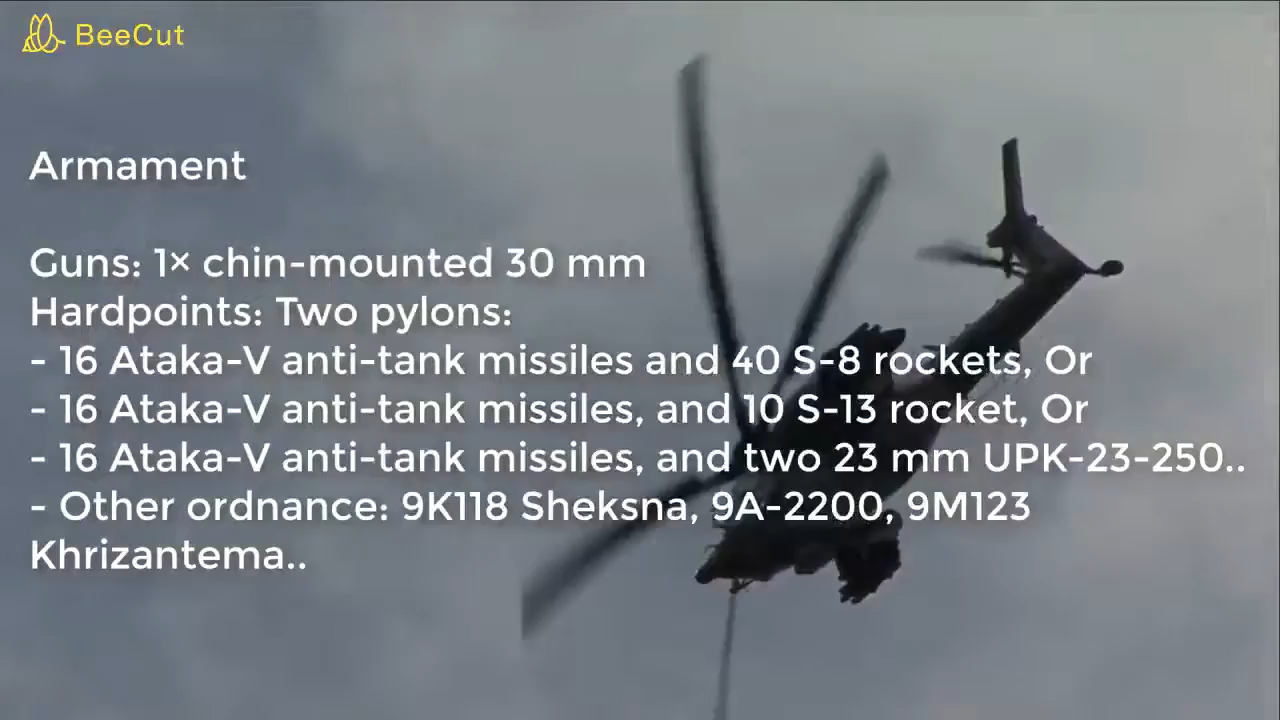 BeeCut
Armament
Guns: 1× chin-mounted 30 mm
Hardpoints: Two pylons:
- 16 Ataka-V anti-tank missiles and 40 S-8 rockets, Or
- 16 Ataka-V anti-tank missiles, and 10 S-13 rocket, Or
- 16 Ataka-V anti-tank missiles, and two 23 mm UPK-23-250..
- Other ordnance: 9K118 Sheksna, 9A-2200, 9M123
Khrizantema..